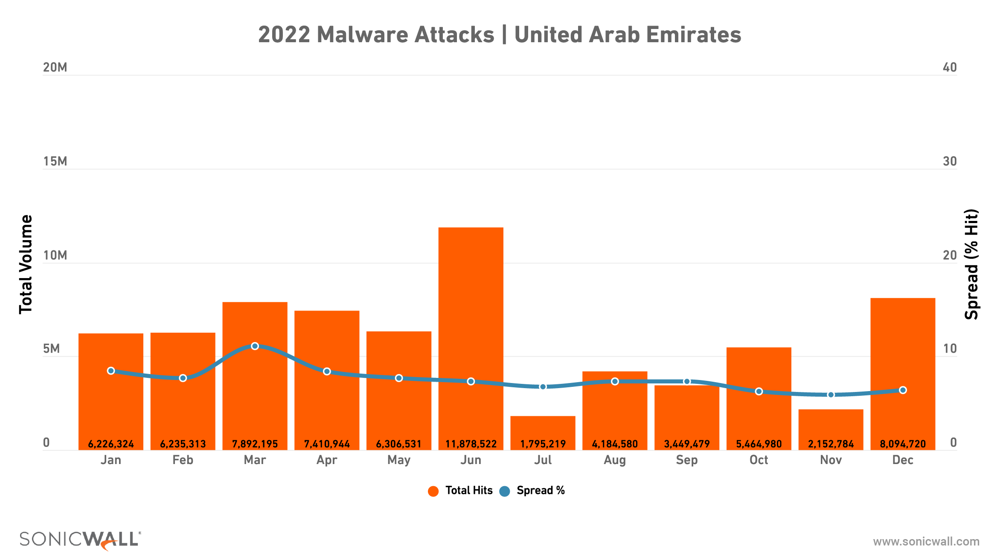 2022 Malware Attacks | United Arab Emirates
20M 40
15M 30
10M 20
5M 10
0 0
Total Volume
Spread (% Hit)
6,226,324 6,235,313 7,892,195 7,410,944 6,306,531 11,878,522 1,795,219 4,184,580 3,449,479 5,464,980 2,152,784 8,094,720
Jan Feb Mar Apr May Jun Jul Aug Sep Oct Nov Dec
Total Hits Spread %
SONICWALL®
www.sonicwall.com